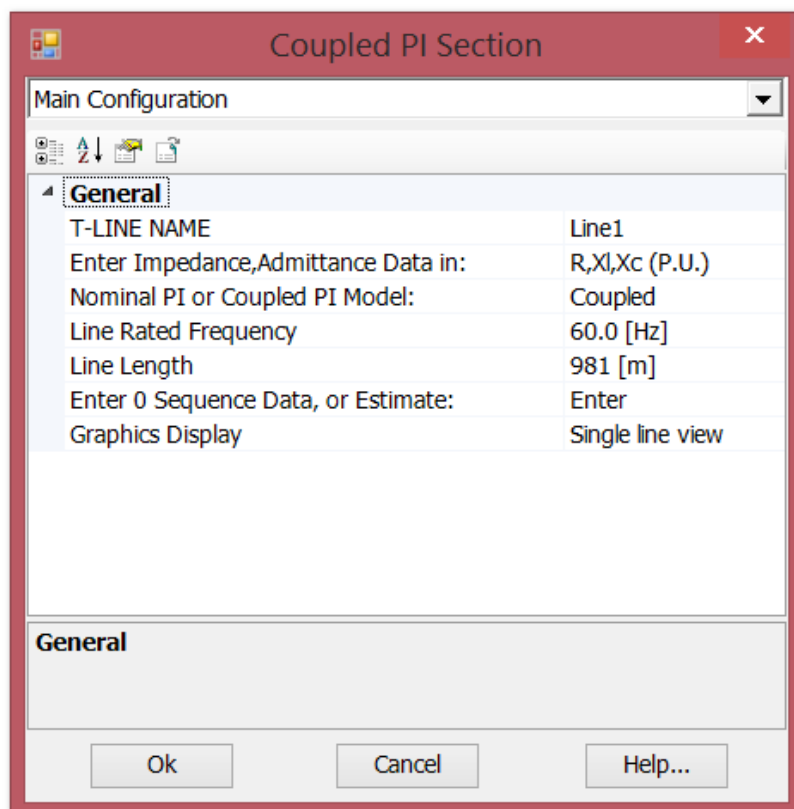 Coupled PI Section
Main Configuration
General
T-LINE NAME Line1
Enter Impedance,Admittance Data in: R,Xl,Xc (P.U.)
Nominal PI or Coupled PI Model: Coupled
Line Rated Frequency 60.0 [Hz]
Line Length 981 [m]
Enter 0 Sequence Data, or Estimate: Enter
Graphics Display Single line view
General
Ok Cancel Help...